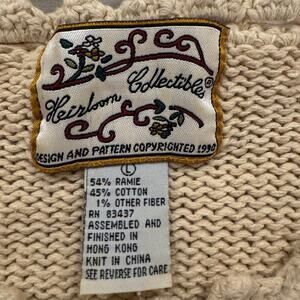 Heirloom Collectibles®
DESIGN AND PATTERN COPYRIGHTED 1990
L
54% RAMIE
45% COTTON
1% OTHER FIBER
RN 83437
ASSEMBLED AND
FINISHED IN
HONG KONG
KNIT IN CHINA
SEE REVERSE FOR CARE